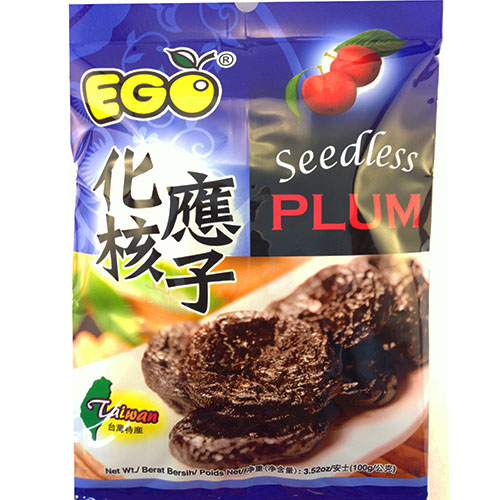 EGO®
Seedless
PLUM
化核
應子
Taiwan
台灣特產
Net Wt./ Berat Bersih/ Poids Net/淨重(淨含量): 3.52oz/安士(100g/公克)